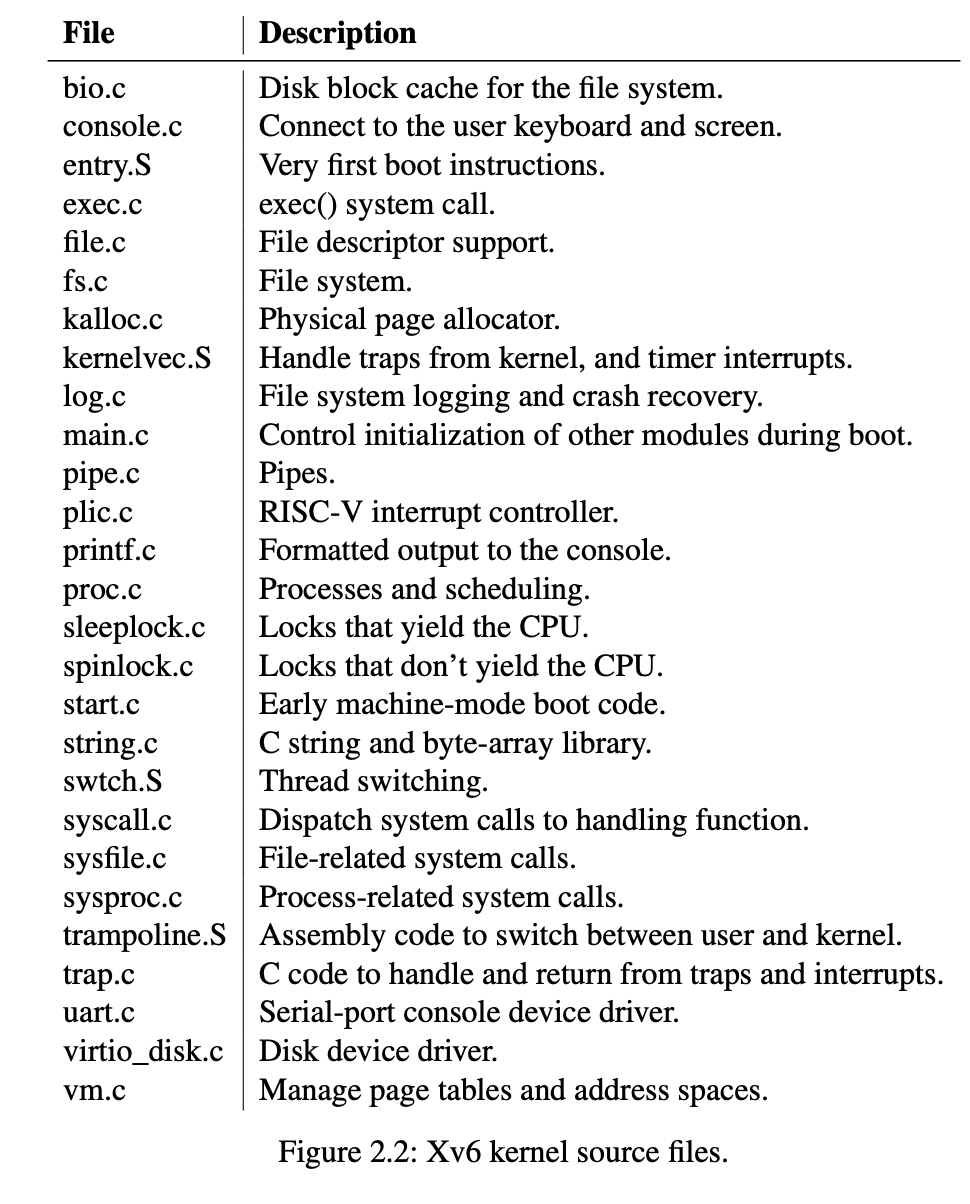 File Description
bio.c Disk block cache for the file system.
console.c Connect to the user keyboard and screen.
entry.S Very first boot instructions.
exec.c exec() system call.
file.c File descriptor support.
fs.c File system.
kalloc.c Physical page allocator.
kernelvec.S Handle traps from kernel, and timer interrupts.
log.c File system logging and crash recovery.
main.c Control initialization of other modules during boot.
pipe.c Pipes.
plic.c RISC-V interrupt controller.
printf.c Formatted output to the console.
proc.c Processes and scheduling.
sleeplock.c Locks that yield the CPU.
spinlock.c Locks that don’t yield the CPU.
start.c Early machine-mode boot code.
string.c C string and byte-array library.
swtch.S Thread switching.
syscall.c Dispatch system calls to handling function.
sysfile.c File-related system calls.
sysproc.c Process-related system calls.
trampoline.S Assembly code to switch between user and kernel.
trap.c C code to handle and return from traps and interrupts.
uart.c Serial-port console device driver.
virtio_disk.c Disk device driver.
vm.c Manage page tables and address spaces.
Figure 2.2: Xv6 kernel source files.